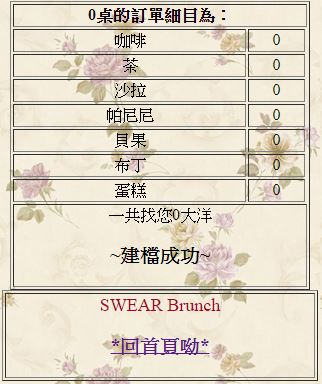 0桌的訂單細目為：
咖啡 0
茶 0
沙拉 0
帕尼尼 0
貝果 0
布丁 0
蛋糕 0
一共找您0大洋
~建檔成功~
SWEAR Brunch
*回首頁呦*